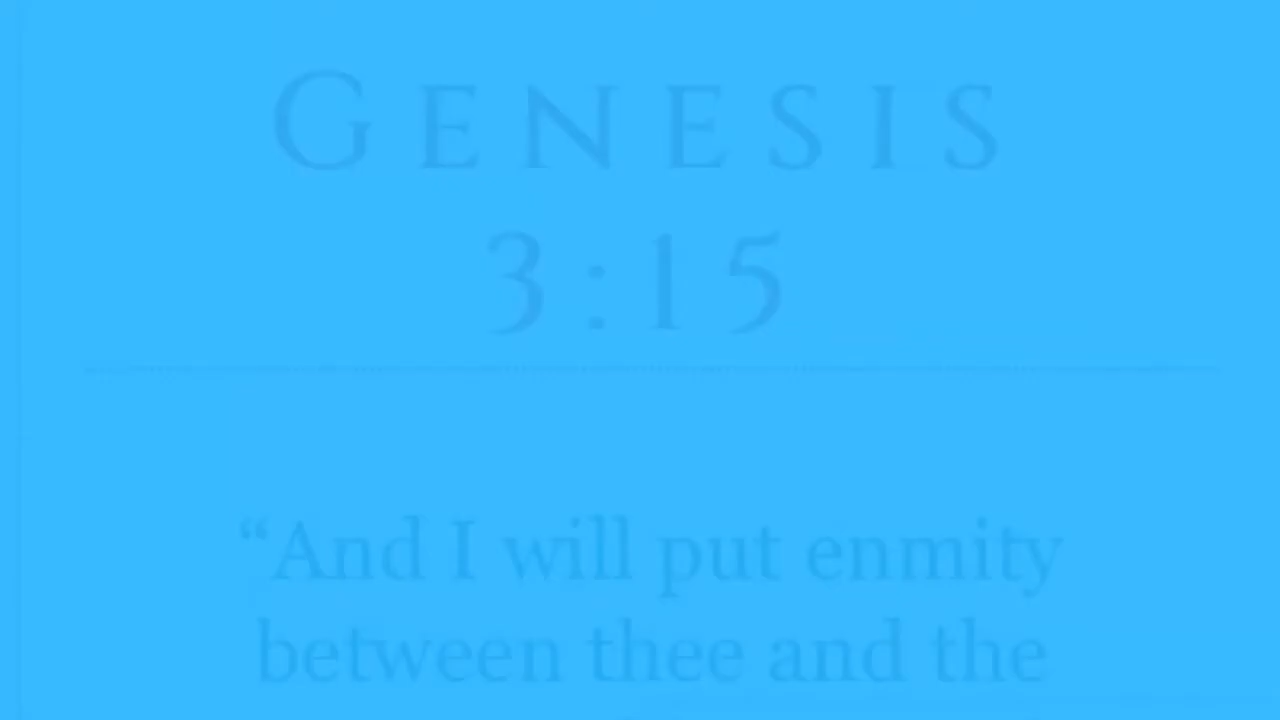 GENESIS
3:15
“And I will put enmity
between thee and the